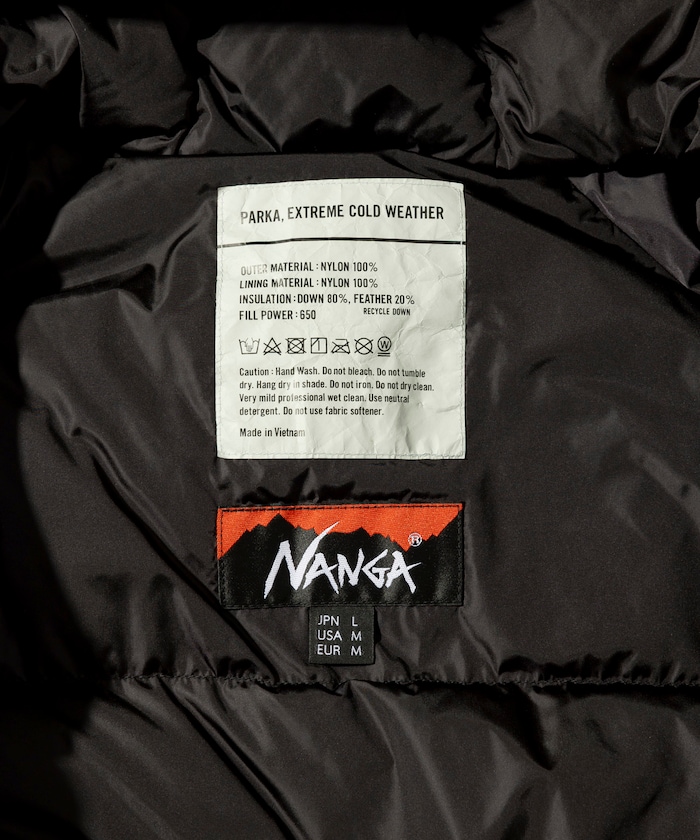 PARKA, EXTREME COLD WEATHER
OUTER MATERIAL : NYLON 100%
LINING MATERIAL : NYLON 100%
INSULATION : DOWN 80%, FEATHER 20%
FILL POWER : 650 RECYCLE DOWN
W
Caution : Hand Wash. Do not bleach. Do not tumble
dry. Hang dry in shade. Do not iron. Do not dry clean.
Very mild professional wet clean. Use neutral
detergent. Do not use fabric softener.
Made in Vietnam
NANGA®
JPN L
USA M
EUR M